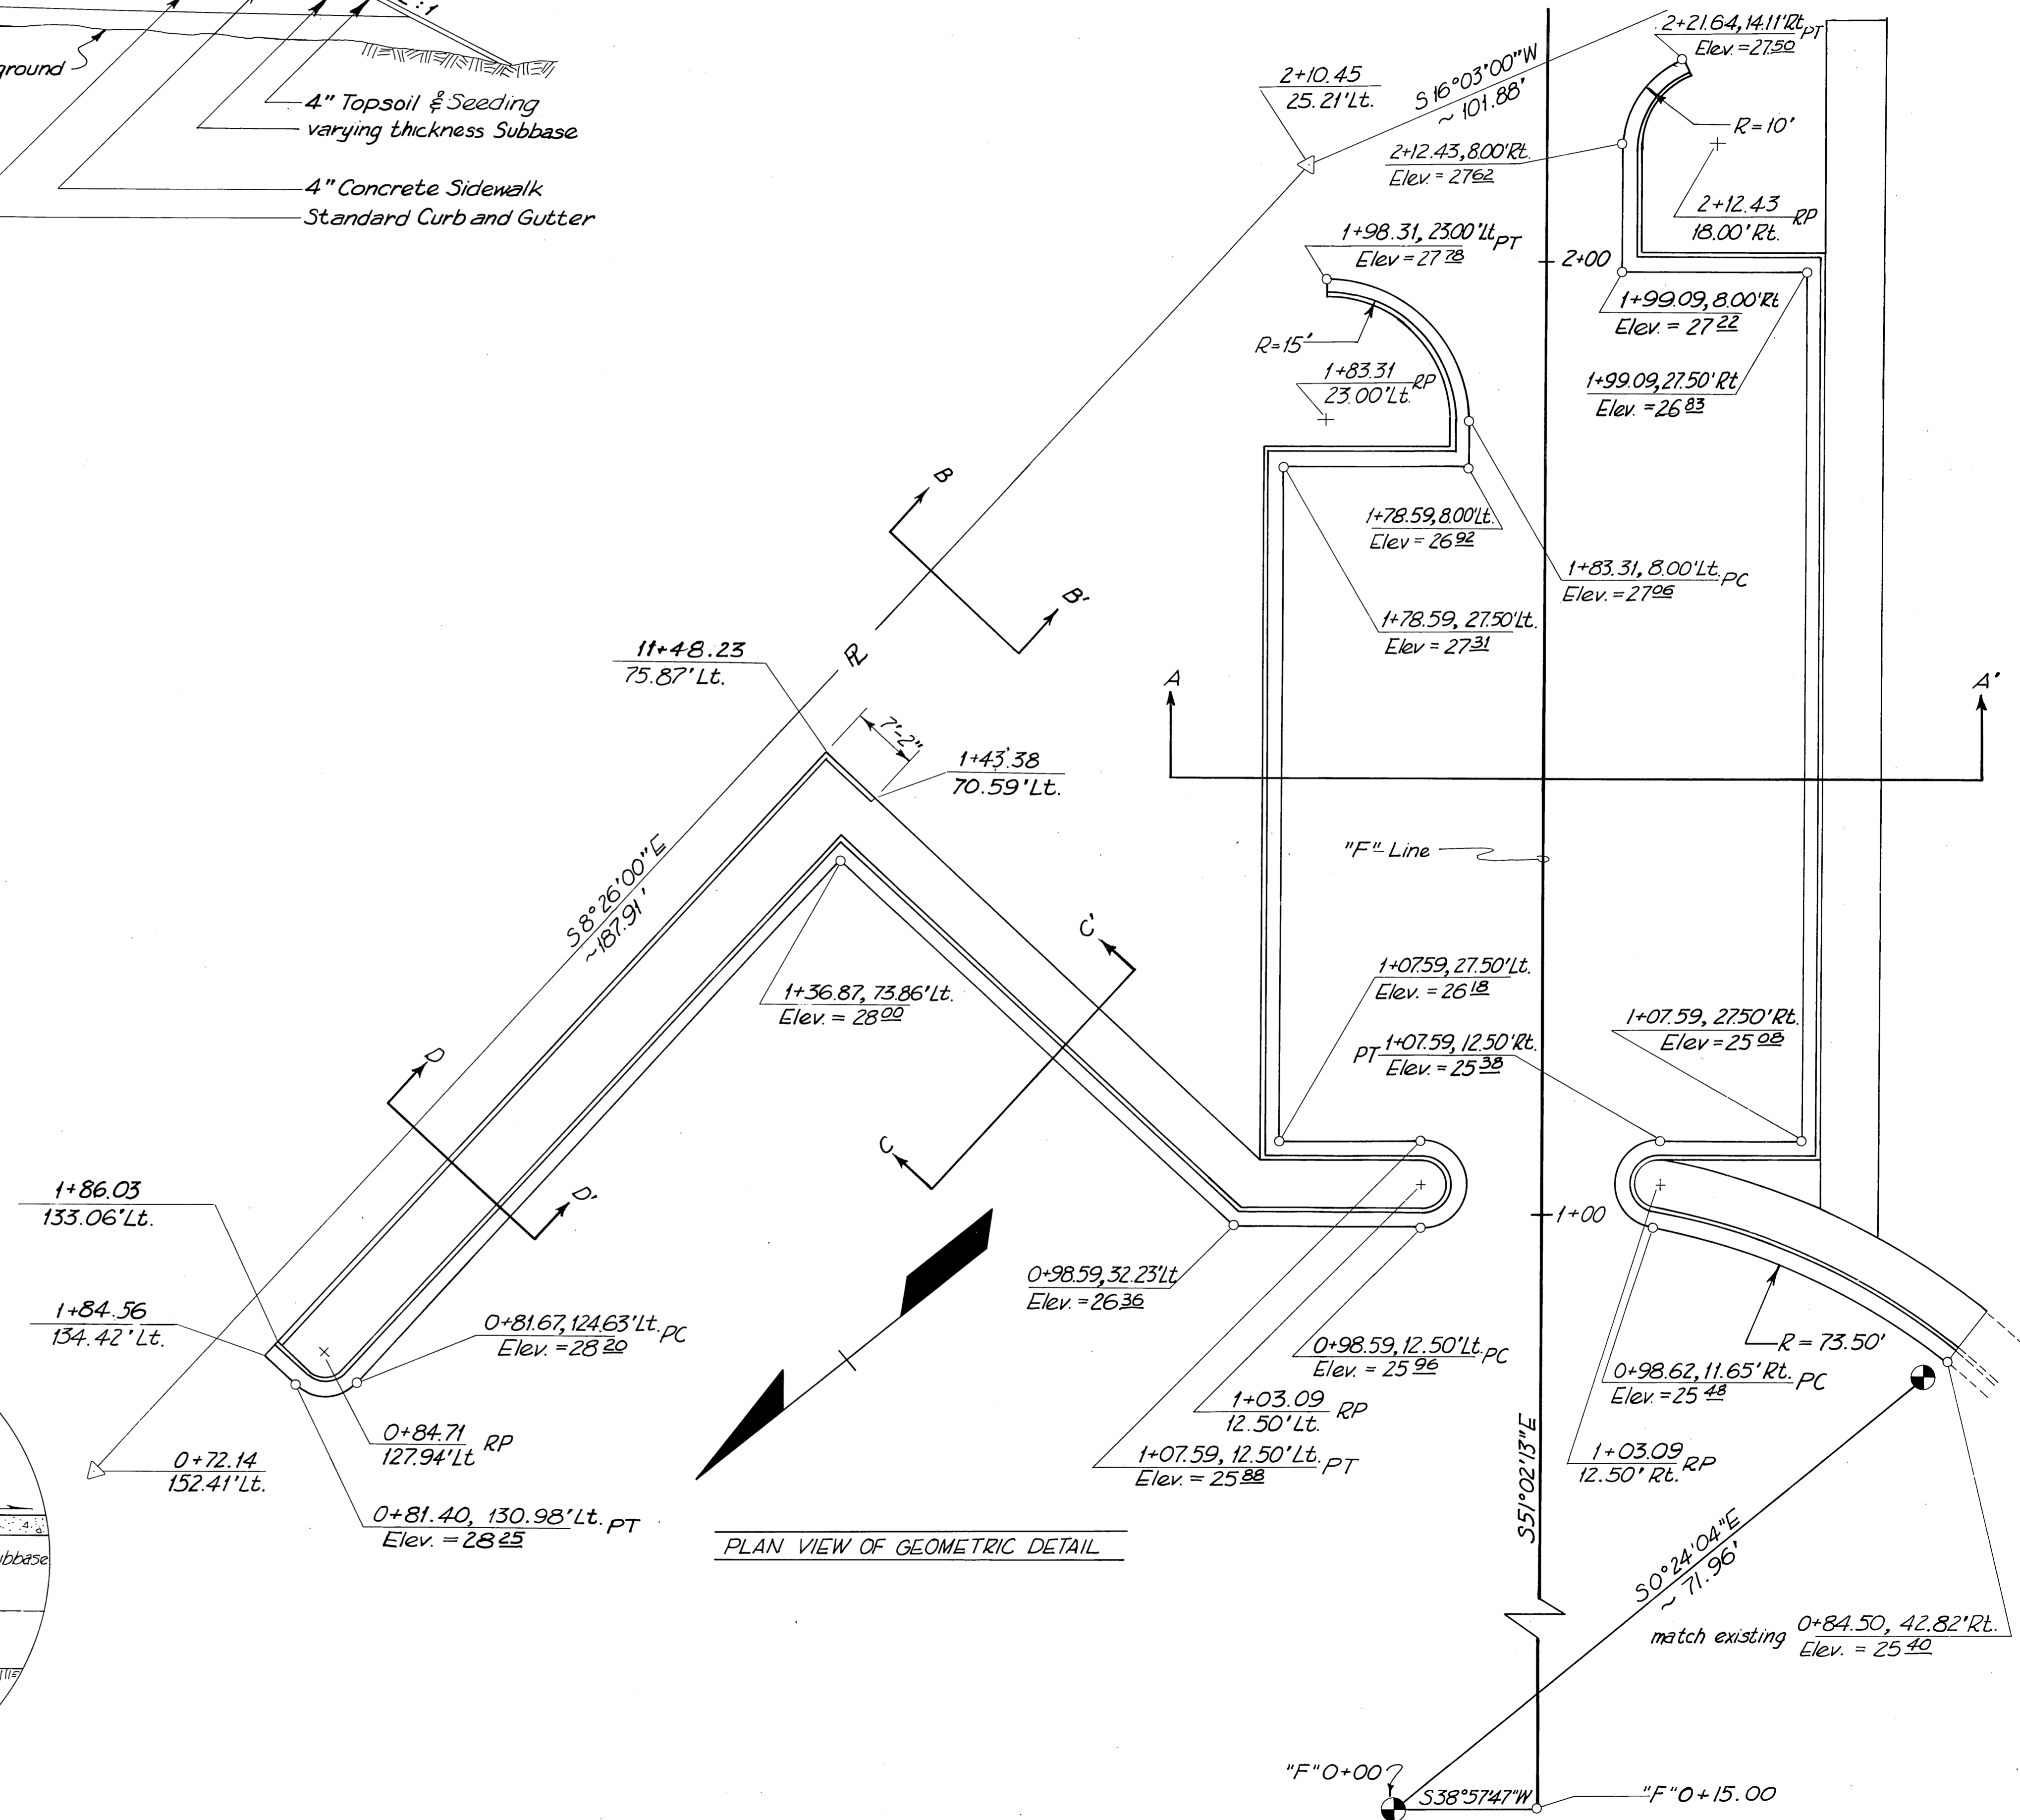 2:1
ground
4" Topsoil & Seeding
varying thickness Subbase
4" Concrete Sidewalk
Standard Curb and Gutter
2+21.64, 14.11'Rt. PT
Elev. = 27.50
2+10.45
25.21' Lt.
S 16°03'00" W
~ 101.88'
R=10'
2+12.43, 8.00' Rt.
Elev. = 27.62
2+12.43 RP
18.00' Rt.
1+98.31, 23.00' Lt. PT
Elev = 27.78
2+00
1+99.09, 8.00' Rt
Elev. = 27.22
R=15'
1+83.31 RP
23.00' Lt.
1+99.09, 27.50' Rt
Elev. = 26.83
B
1+78.59, 8.00' Lt.
Elev = 26.92
1+83.31, 8.00' Lt. PC
Elev. = 27.06
B'
1+78.59, 27.50' Lt.
Elev = 27.31
PL
11+48.23
75.87' Lt.
A
A'
7'-2"
1+43.38
70.59' Lt.
"F" Line
S 8°26'00" E
~187.91'
C'
1+36.87, 73.86' Lt.
Elev. = 28.00
1+07.59, 27.50' Lt.
Elev. = 26.18
1+07.59, 27.50' Rt.
Elev = 25.08
PT 1+07.59, 12.50' Rt.
Elev. = 25.38
D
C
1+86.03
133.06' Lt.
D'
1+00
0+98.59, 32.23' Lt
Elev. = 26.36
1+84.56
134.42' Lt.
0+81.67, 124.63' Lt. PC
Elev. = 28.20
0+98.59, 12.50' Lt. PC
Elev. = 25.96
R = 73.50'
0+98.62, 11.65' Rt. PC
Elev. = 25.48
1+03.09 RP
12.50' Lt.
0+84.71 RP
127.94' Lt
0+72.14
152.41' Lt.
1+07.59, 12.50' Lt. PT
Elev. = 25.88
1+03.09 RP
12.50' Rt.
0+81.40, 130.98' Lt. PT
Elev. = 28.25
S51°02'13"E
PLAN VIEW OF GEOMETRIC DETAIL
ubbase
S0°24'04"E
~ 71.96'
match existing 0+84.50, 42.82' Rt.
Elev. = 25.40
"F" 0+00
S38°57'47"W
"F" 0+15.00